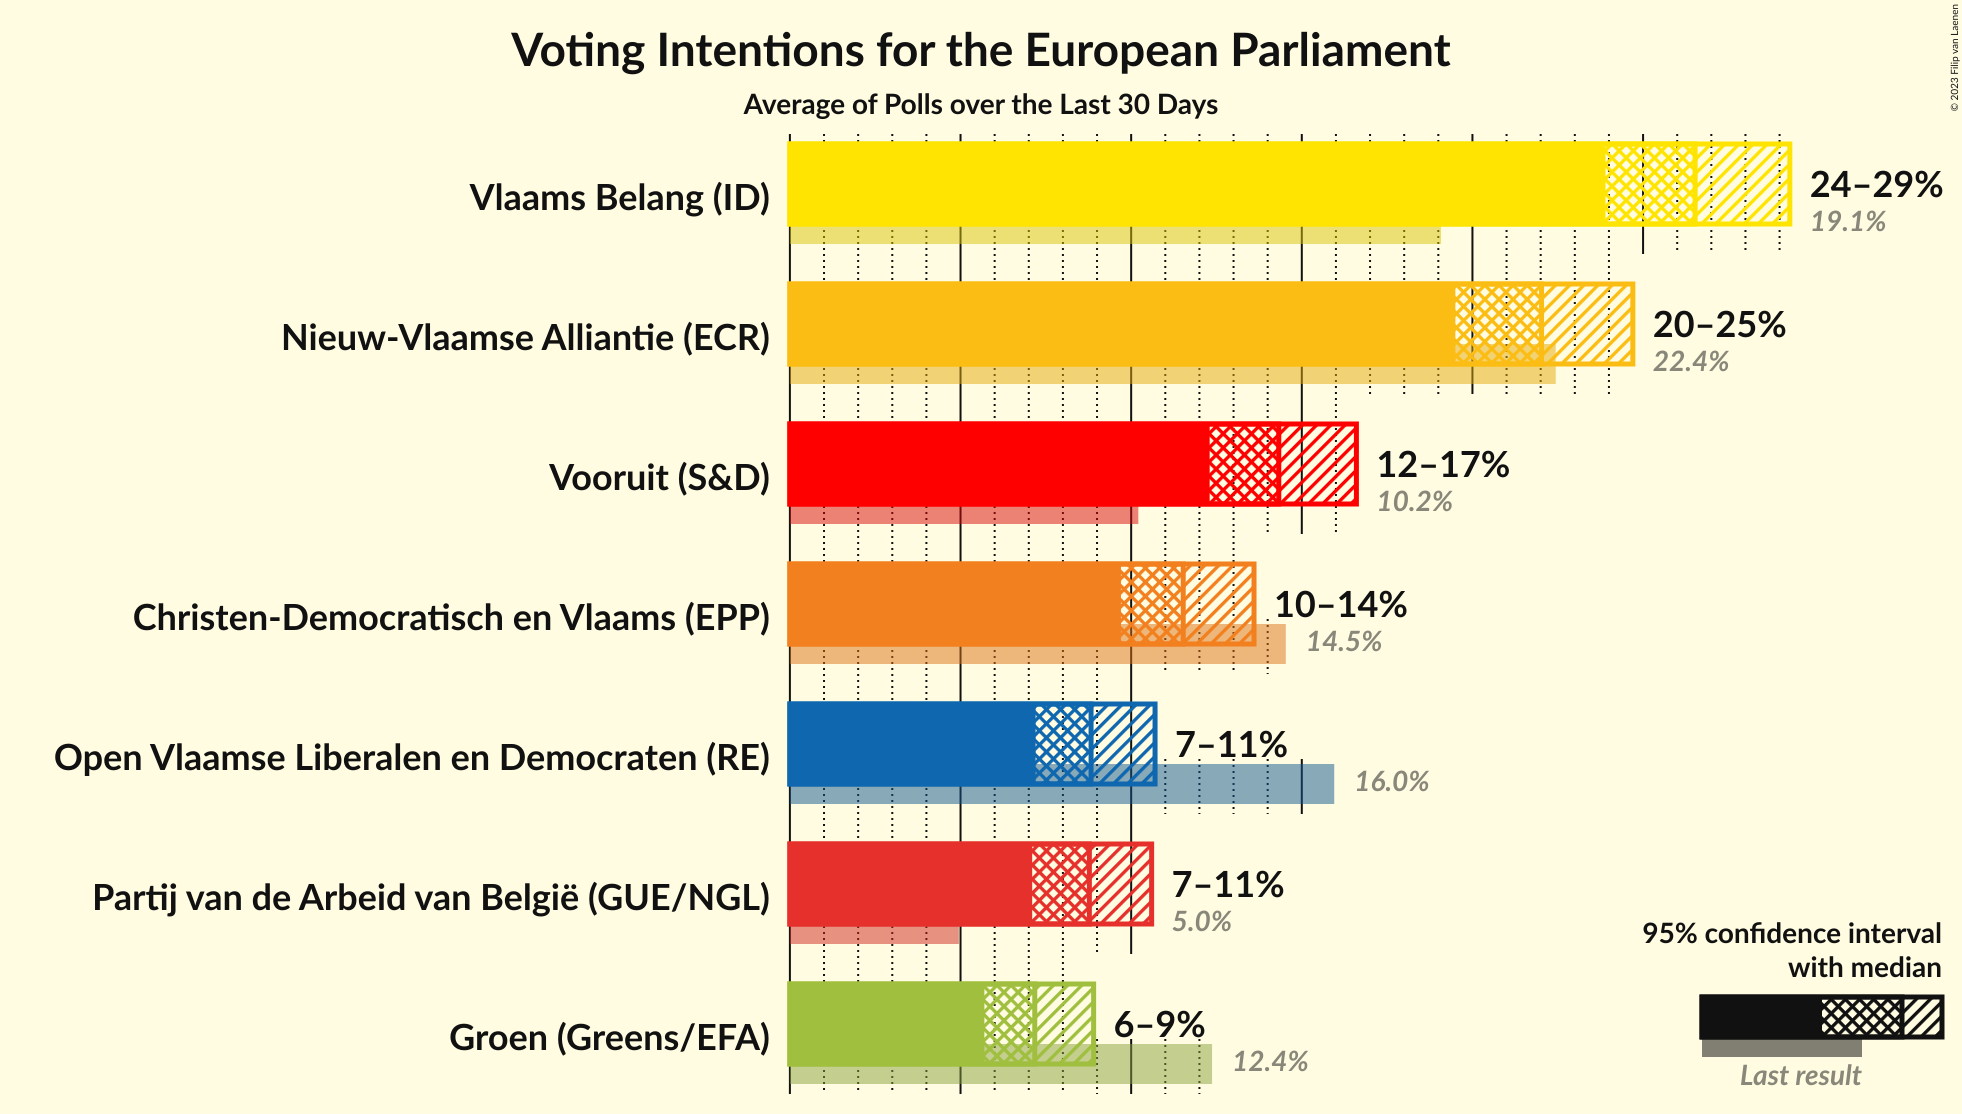 Voting Intentions for the European Parliament
Average of Polls over the Last 30 Days
© 2023 Filip van Laenen
Vlaams Belang (ID)
24–29%
19.1%
Nieuw-Vlaamse Alliantie (ECR)
20–25%
22.4%
Vooruit (S&D)
12–17%
10.2%
Christen-Democratisch en Vlaams (EPP)
10–14%
14.5%
Open Vlaamse Liberalen en Democraten (RE)
7–11%
16.0%
Partij van de Arbeid van België (GUE/NGL)
7–11%
5.0%
Groen (Greens/EFA)
6–9%
12.4%
95% confidence interval
with median
Last result